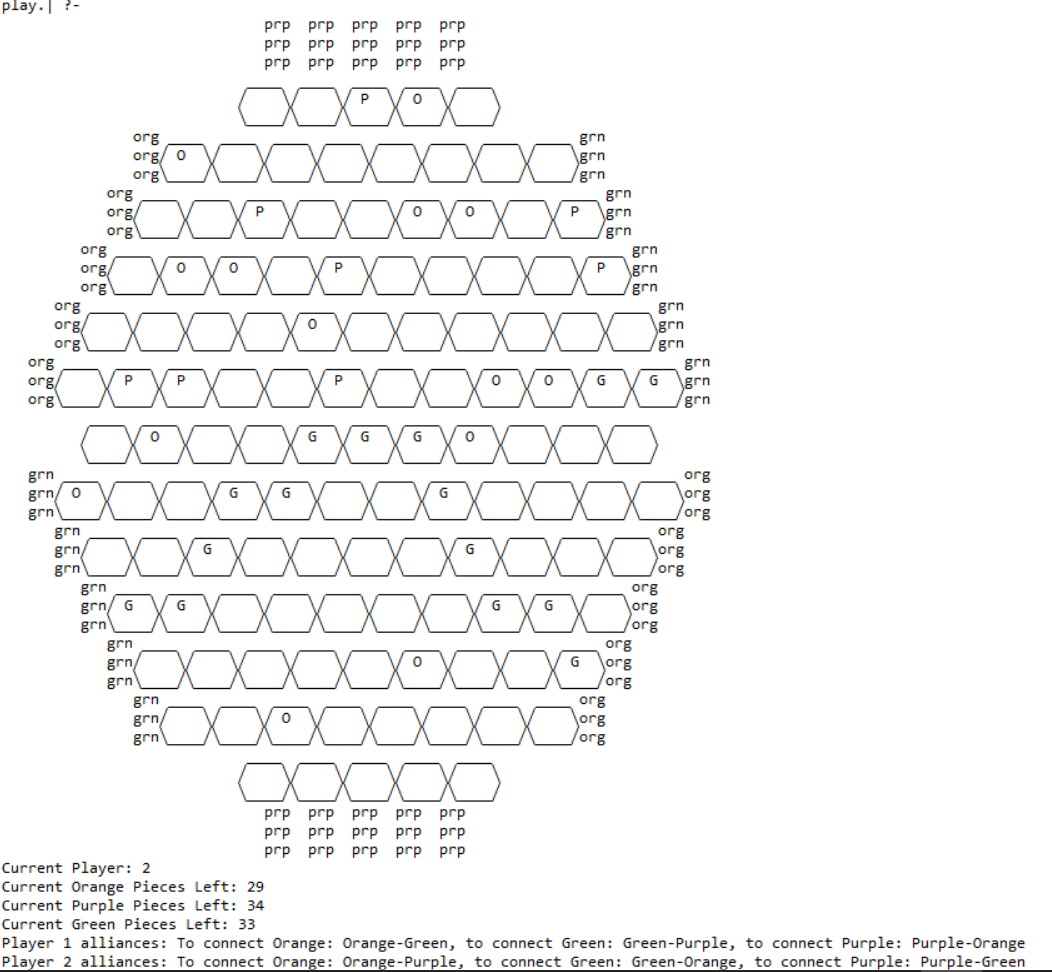 play.| ?-
prp prp prp prp prp
prp prp prp prp prp
prp prp prp prp prp
P O
org grn
org O grn
org grn
org grn
org P O O P grn
org grn
org grn
org O O P P grn
org grn
org grn
org O grn
org grn
org grn
org P P P O O G G grn
org grn
O G G G O
grn org
grn O G G G org
grn org
grn org
grn G G org
grn org
grn org
grn G G G G org
grn org
grn org
grn O G org
grn org
grn org
grn O org
grn org
prp prp prp prp prp
prp prp prp prp prp
prp prp prp prp prp
Current Player: 2
Current Orange Pieces Left: 29
Current Purple Pieces Left: 34
Current Green Pieces Left: 33
Player 1 alliances: To connect Orange: Orange-Green, to connect Green: Green-Purple, to connect Purple: Purple-Orange
Player 2 alliances: To connect Orange: Orange-Purple, to connect Green: Green-Orange, to connect Purple: Purple-Green